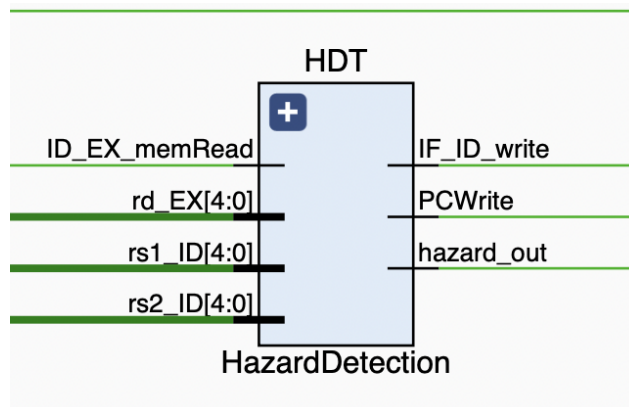 HDT
ID_EX_memRead
IF_ID_write
rd_EX[4:0]
PCWrite
rs1_ID[4:0]
hazard_out
rs2_ID[4:0]
HazardDetection